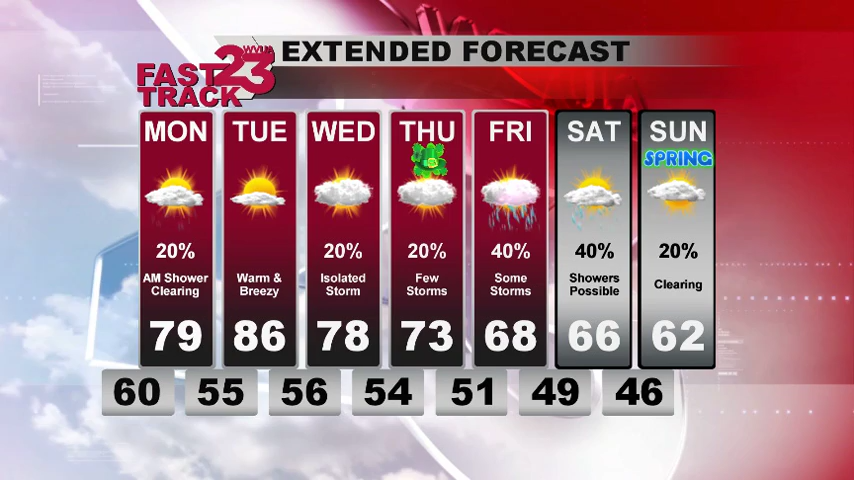 WVUA
23
FAST
TRACK
EXTENDED FORECAST
MON TUE WED THU FRI SAT SUN
SPRING
20% 20% 20% 40% 40% 20%
AM Shower Clearing
Warm & Breezy
Isolated Storm
Few Storms
Some Storms
Showers Possible
Clearing
79 86 78 73 68 66 62
60 55 56 54 51 49 46